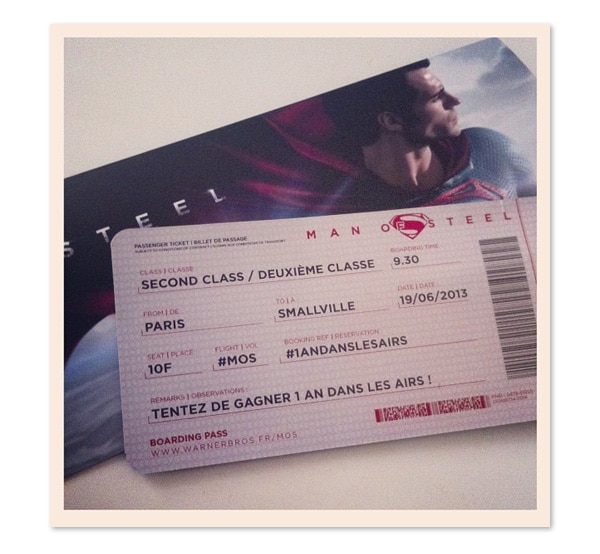 STEEL
PASSENGER TICKET | BILLET DE PASSAGE
MAN OF STEEL
CLASS | CLASSE
SECOND CLASS / DEUXIÈME CLASSE
BOARDING TIME
9.30
FROM | DE
PARIS
TO | A
SMALLVILLE
DATE | DATE
19/06/2013
SEAT | PLACE
10F
FLIGHT | VOL
#MOS
BOOKING REF | RESERVATION
#1ANDANSLESAIRS
REMARKS | OBSERVATIONS
TENTEZ DE GAGNER 1 AN DANS LES AIRS !
BOARDING PASS
WWW.WARNERBROS.FR/MOS